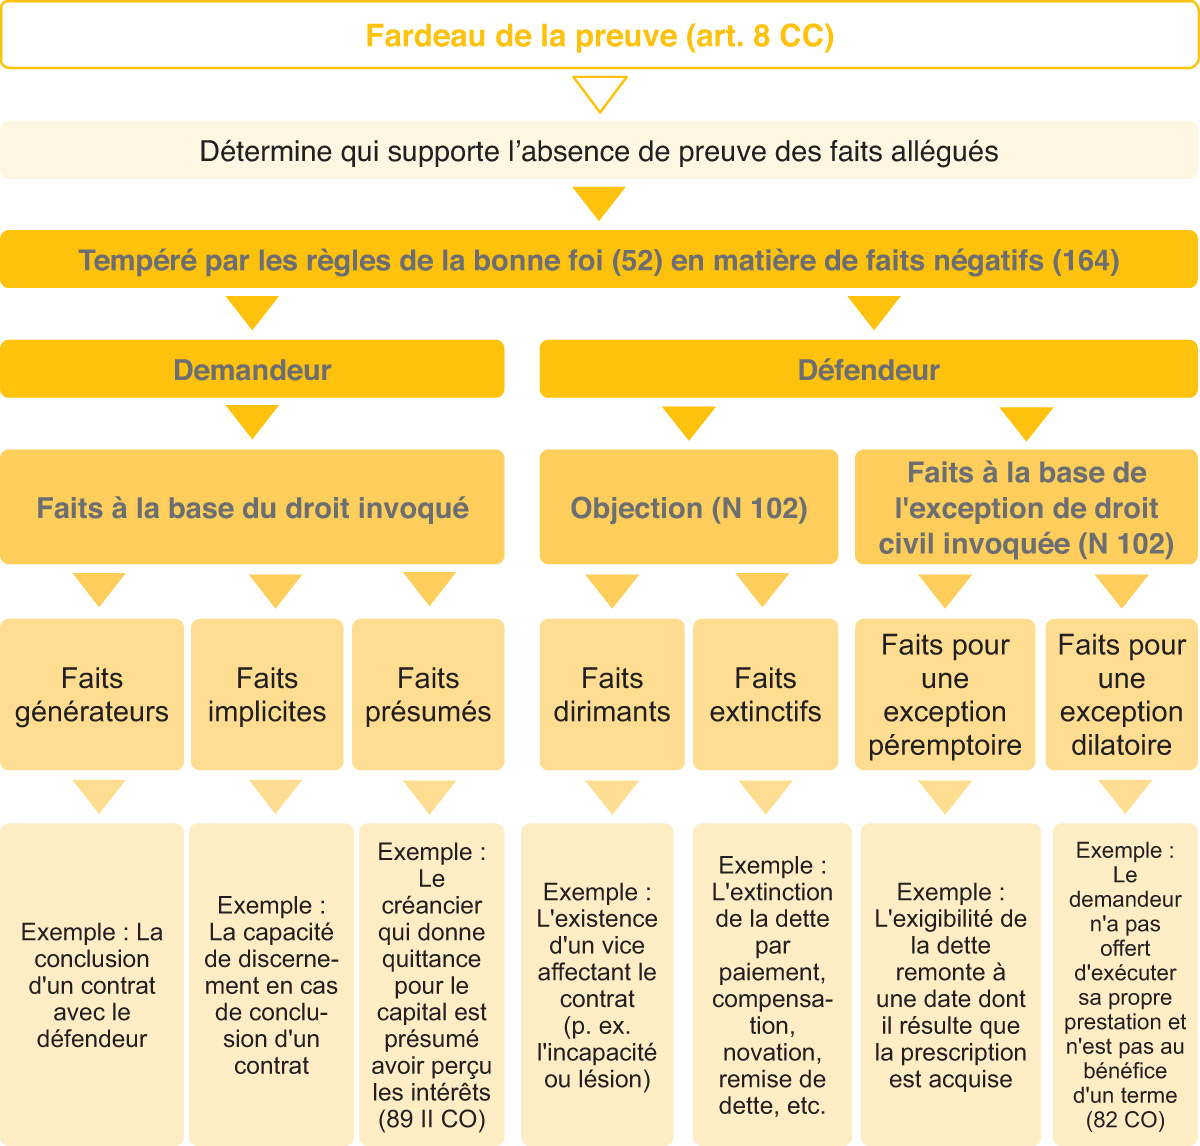 Fardeau de la preuve (art. 8 CC)
Détermine qui supporte l’absence de preuve des faits allégués
Tempéré par les règles de la bonne foi (52) en matière de faits négatifs (164)
Demandeur
Défendeur
Faits à la base du droit invoqué
Objection (N 102)
Faits à la base de
l'exception de droit
civil invoquée (N 102)
Faits
générateurs
Faits
implicites
Faits
présumés
Faits
dirimants
Faits
extinctifs
Faits pour
une
exception
péremptoire
Faits pour
une
exception
dilatoire
Exemple : La
conclusion
d'un contrat
avec le
défendeur
Exemple :
La capacité
de discerne-
ment en cas
de conclu-
sion d'un
contrat
Exemple :
Le
créancier
qui donne
quittance
pour le
capital est
présumé
avoir perçu
les intérêts
(89 II CO)
Exemple :
L'existence
d'un vice
affectant le
contrat
(p. ex.
l'incapacité
ou lésion)
Exemple :
L'extinction
de la dette
par
paiement,
compensa-
tion,
novation,
remise de
dette, etc.
Exemple :
L'exigibilité de
la dette
remonte à
une date dont
il résulte que
la prescription
est acquise
Exemple :
Le
demandeur
n'a pas
offert
d'exécuter
sa propre
prestation et
n'est pas au
bénéfice
d'un terme
(82 CO)